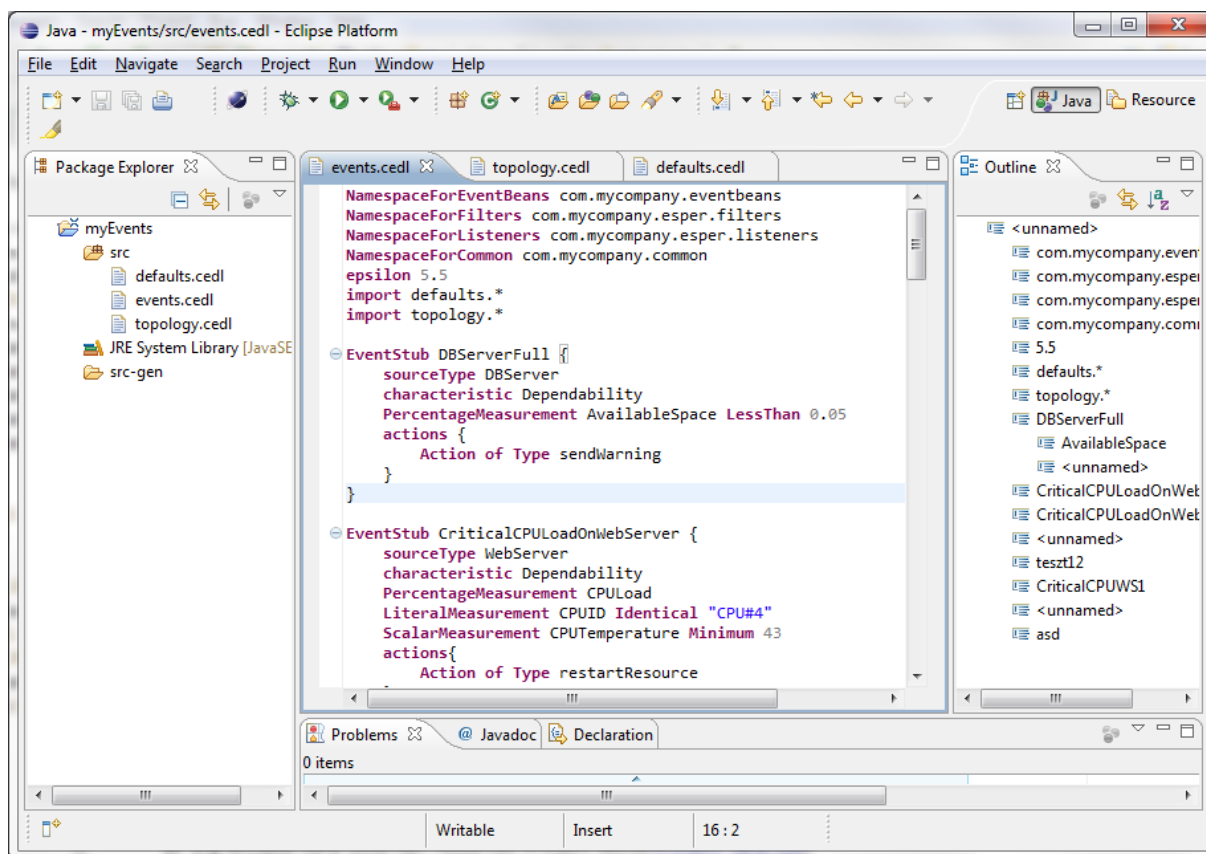 Java - myEvents/src/events.cedl - Eclipse Platform
File Edit Navigate Search Project Run Window Help
Java Resource
Package Explorer
myEvents
src
defaults.cedl
events.cedl
topology.cedl
JRE System Library [JavaSE
src-gen
events.cedl topology.cedl defaults.cedl
NamespaceForEventBeans com.mycompany.eventbeans
NamespaceForFilters com.mycompany.esper.filters
NamespaceForListeners com.mycompany.esper.listeners
NamespaceForCommon com.mycompany.common
epsilon 5.5
import defaults.*
import topology.*
EventStub DBServerFull {
sourceType DBServer
characteristic Dependability
PercentageMeasurement AvailableSpace LessThan 0.05
actions {
Action of Type sendWarning
}
}
EventStub CriticalCPULoadOnWebServer {
sourceType WebServer
characteristic Dependability
PercentageMeasurement CPULoad
LiteralMeasurement CPUID Identical "CPU#4"
ScalarMeasurement CPUTemperature Minimum 43
actions{
Action of Type restartResource
Outline
<unnamed>
com.mycompany.even
com.mycompany.espe
com.mycompany.espe
com.mycompany.com
5.5
defaults.*
topology.*
DBServerFull
AvailableSpace
<unnamed>
CriticalCPULoadOnWeb
CriticalCPULoadOnWeb
<unnamed>
teszt12
CriticalCPUWS1
<unnamed>
asd
Problems @ Javadoc Declaration
0 items
Writable Insert 16 : 2